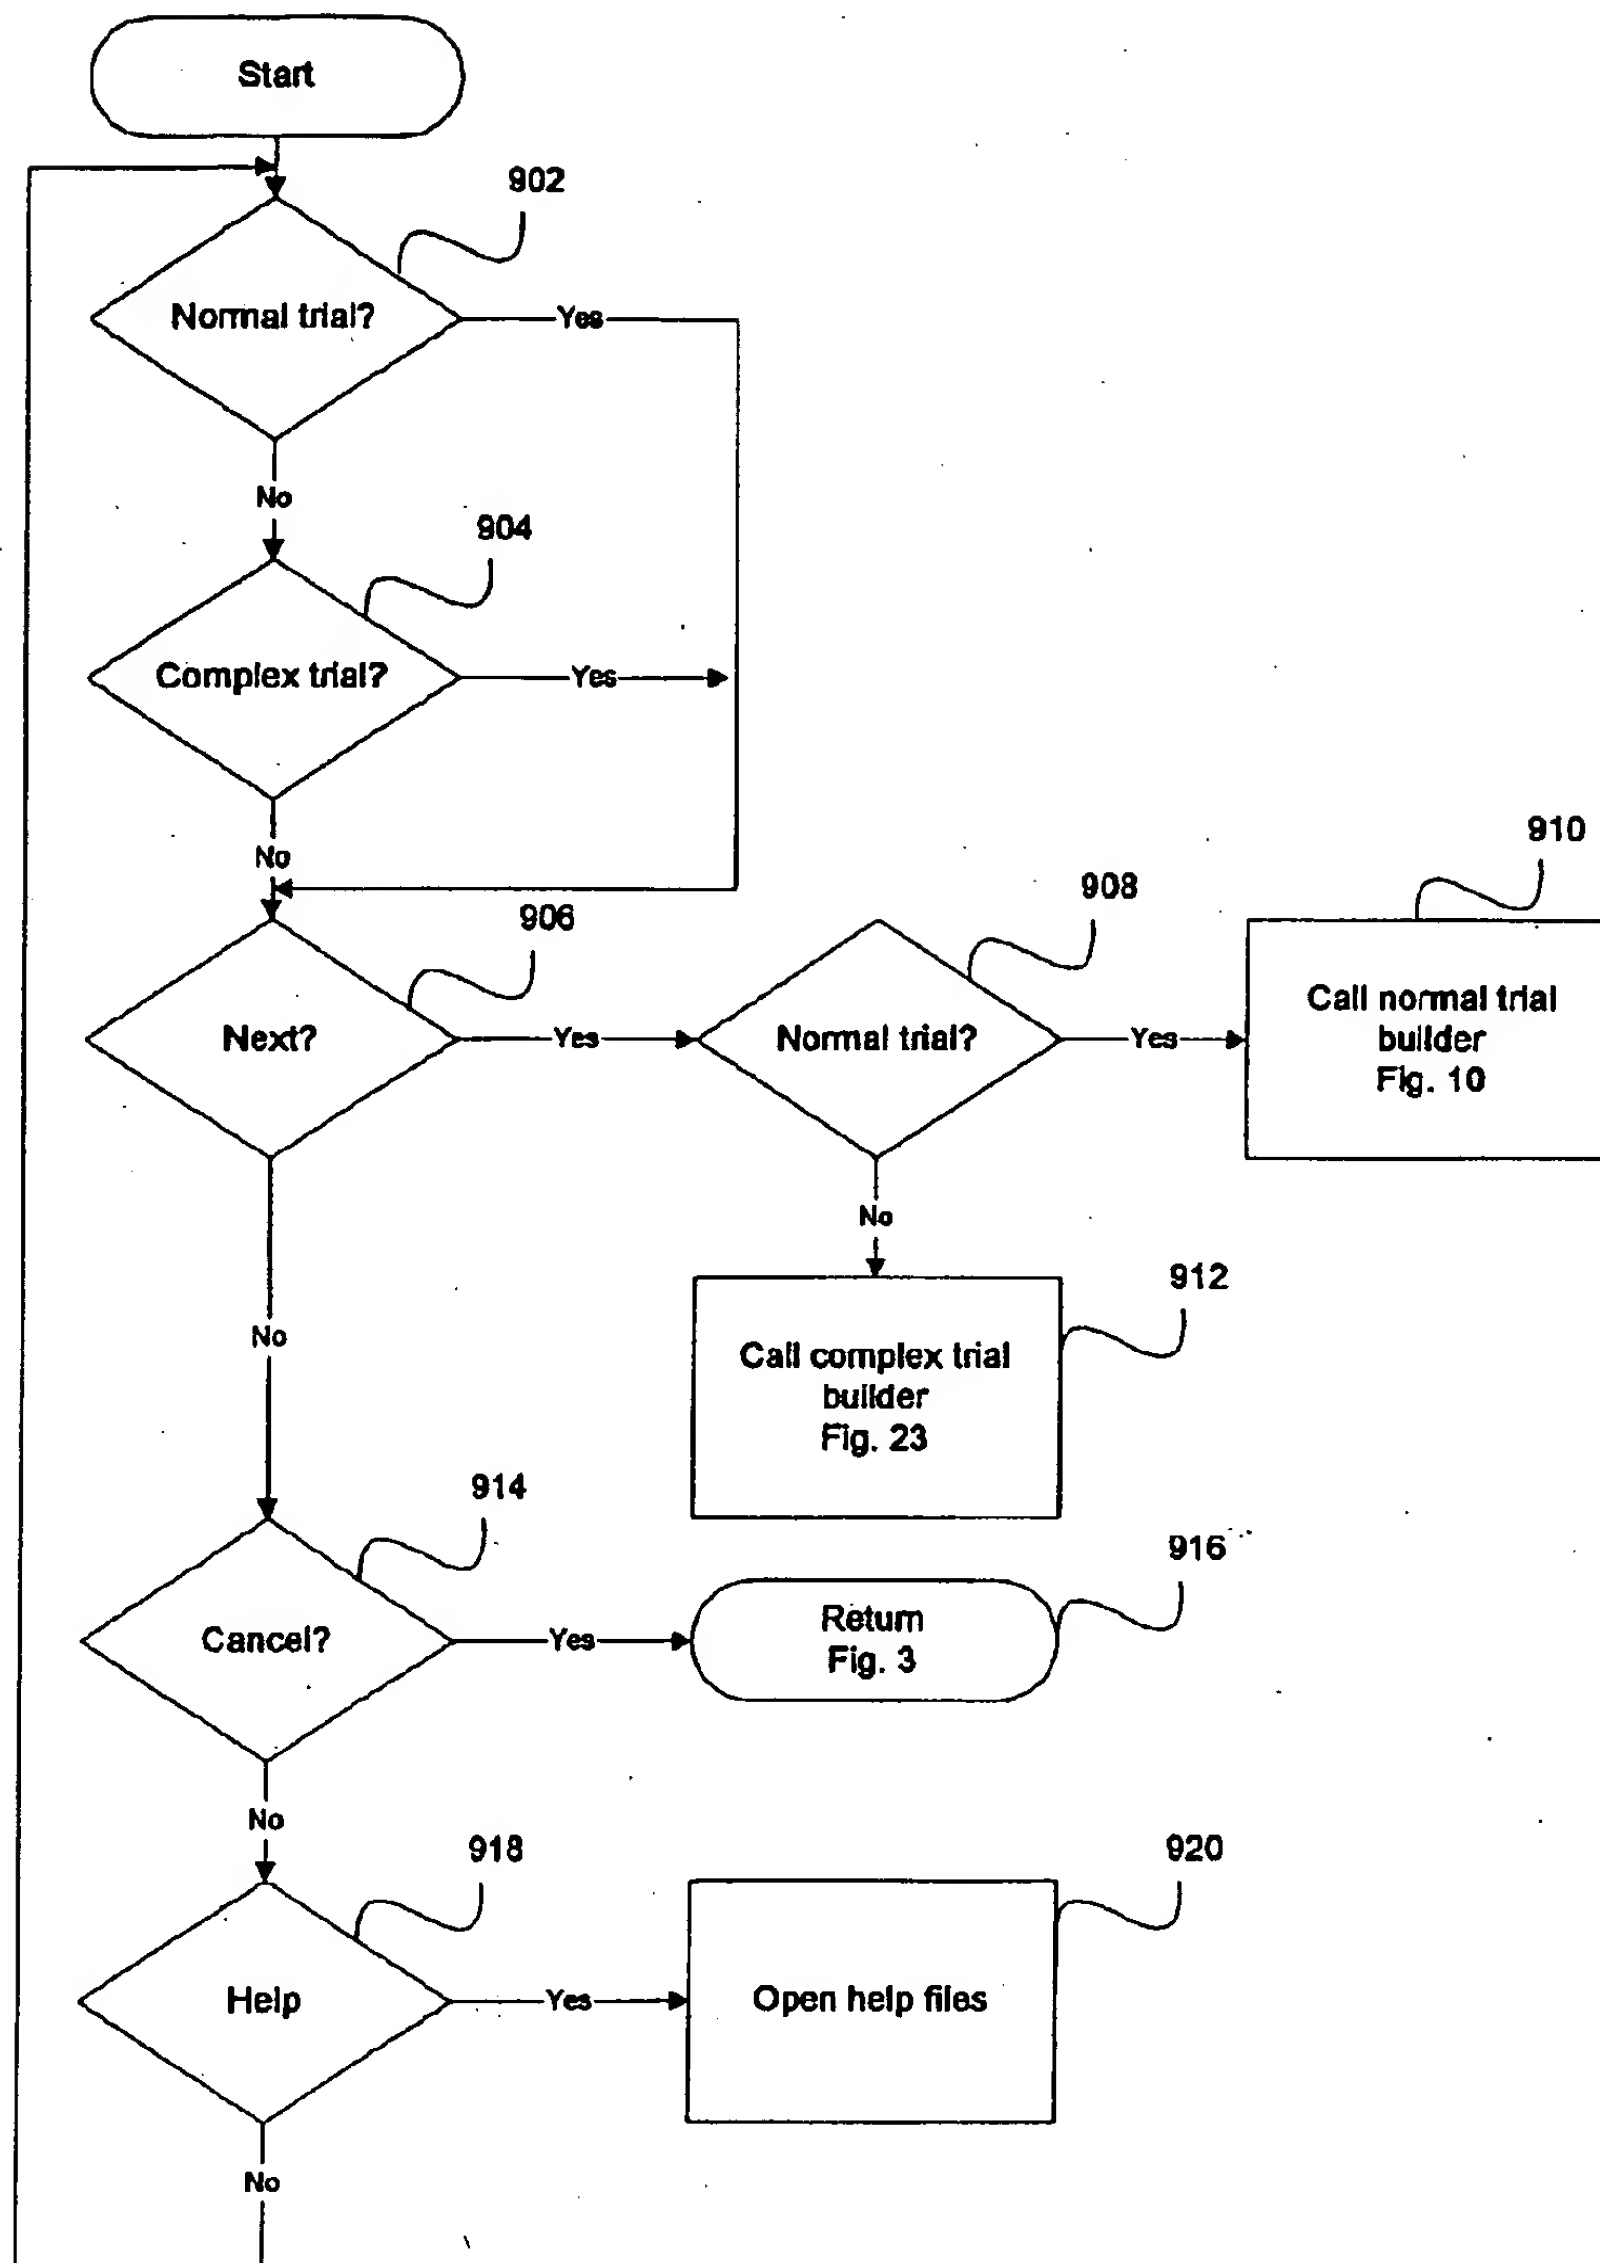 Start
902
Normal trial?
Yes
No
904
Complex trial?
Yes
No
906
Next?
Yes
908
Normal trial?
Yes
910
Call normal trial
builder
Fig. 10
No
No
912
Call complex trial
builder
Fig. 23
914
Cancel?
Yes
916
Return
Fig. 3
No
918
Help
Yes
920
Open help files
No